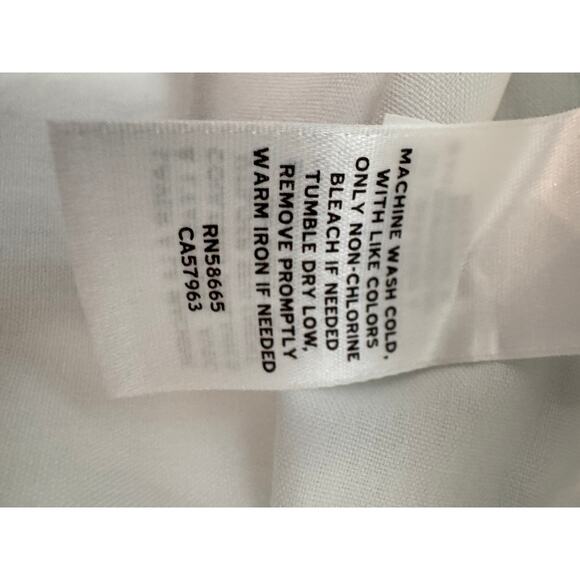 MACHINE WASH COLD,
WITH LIKE COLORS
ONLY NON-CHLORINE
BLEACH IF NEEDED
TUMBLE DRY LOW,
REMOVE PROMPTLY
WARM IRON IF NEEDED
RN58665
CA57963